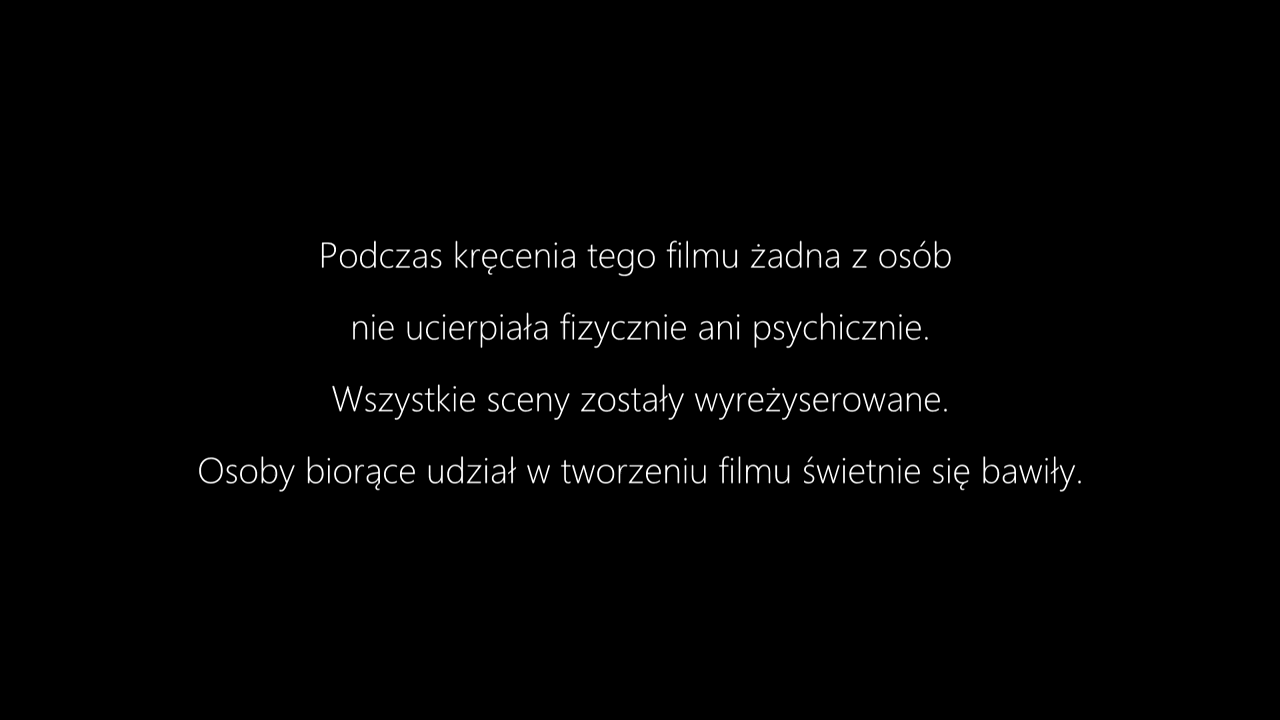 Podczas kręcenia tego filmu żadna z osób
nie ucierpiała fizycznie ani psychicznie.
Wszystkie sceny zostały wyreżyserowane.
Osoby biorące udział w tworzeniu filmu świetnie się bawiły.